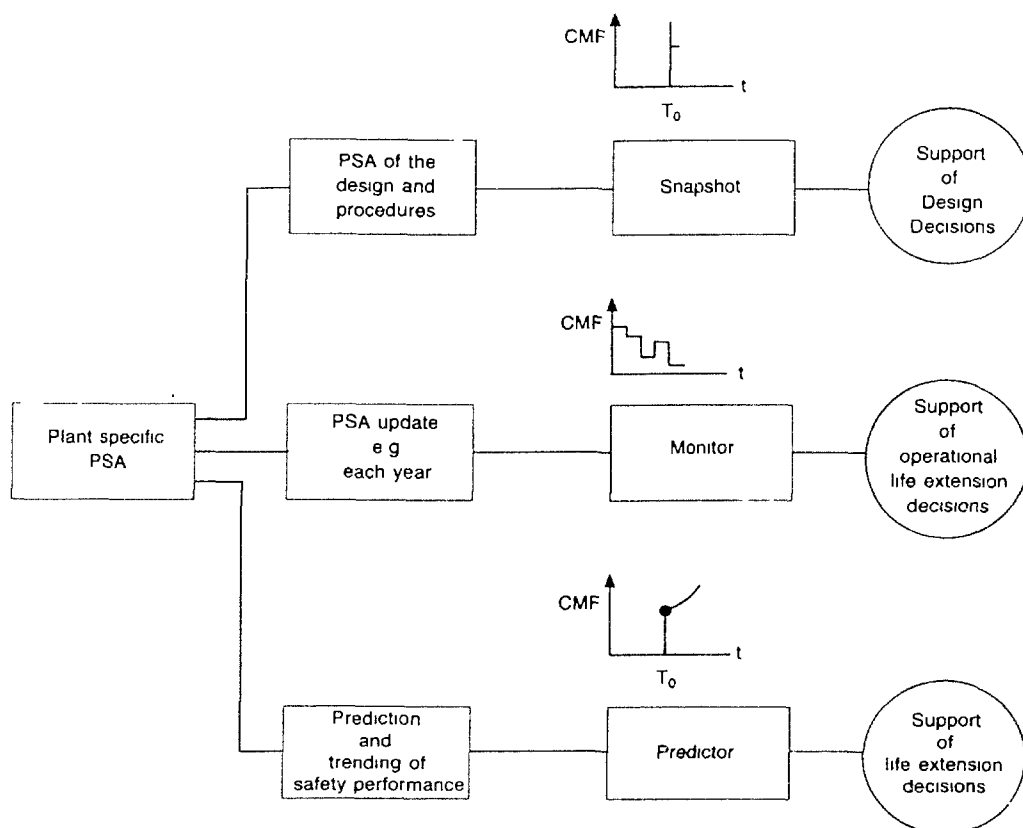 CMF
t
T₀
PSA of the
design and
procedures
Snapshot
Support
of
Design
Decisions
CMF
t
Plant specific
PSA
PSA update
e g
each year
Monitor
Support
of
operational
life extension
decisions
CMF
t
T₀
Prediction
and
trending of
safety performance
Predictor
Support
of
life extension
decisions